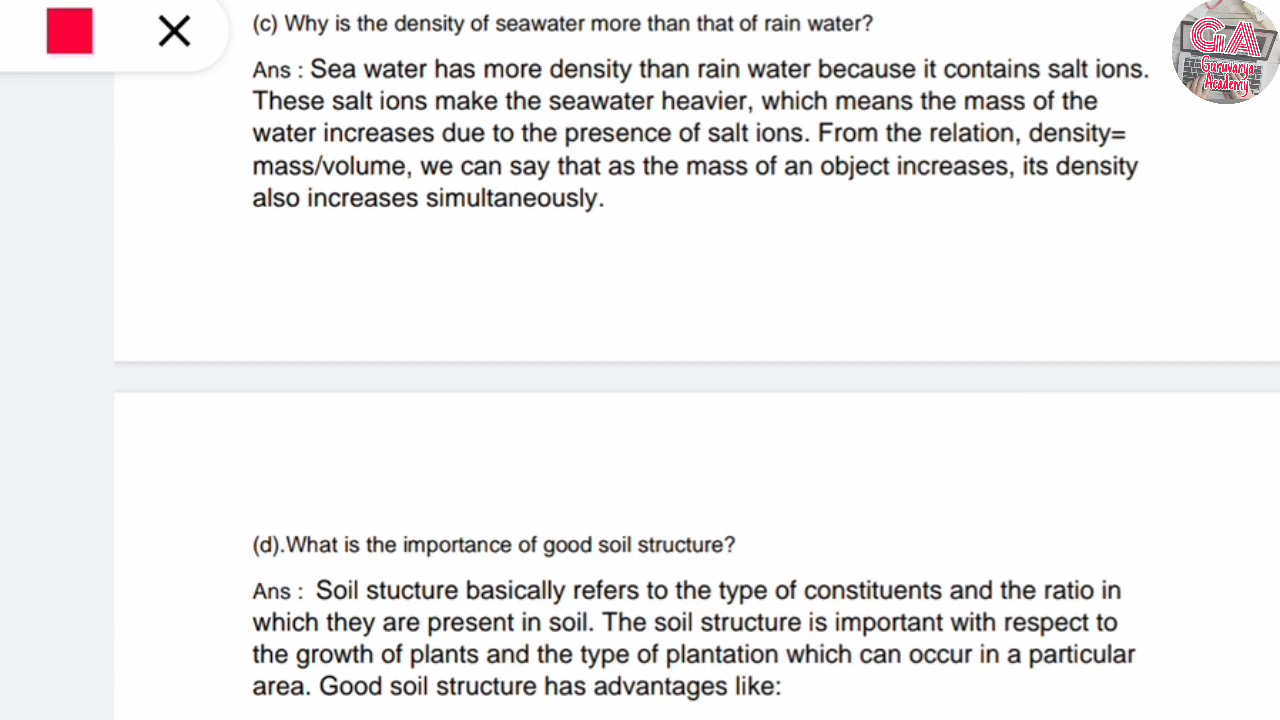 (c) Why is the density of seawater more than that of rain water?
Ans : Sea water has more density than rain water because it contains salt ions.
These salt ions make the seawater heavier, which means the mass of the
water increases due to the presence of salt ions. From the relation, density=
mass/volume, we can say that as the mass of an object increases, its density
also increases simultaneously.
GA
Guruvarya
Academy
(d).What is the importance of good soil structure?
Ans : Soil stucture basically refers to the type of constituents and the ratio in
which they are present in soil. The soil structure is important with respect to
the growth of plants and the type of plantation which can occur in a particular
area. Good soil structure has advantages like: